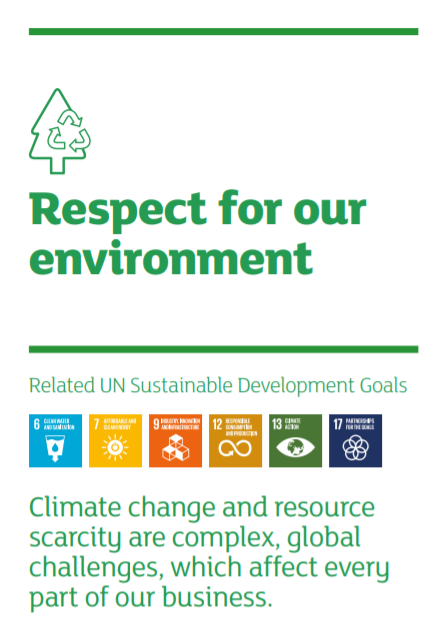 Respect for our
environment
Related UN Sustainable Development Goals
6 CLEAN WATER
AND SANITATION
7 AFFORDABLE AND
CLEAN ENERGY
9 INDUSTRY, INNOVATION
AND INFRASTRUCTURE
12 RESPONSIBLE
CONSUMPTION
AND PRODUCTION
13 CLIMATE
ACTION
17 PARTNERSHIPS
FOR THE GOALS
Climate change and resource
scarcity are complex, global
challenges, which affect every
part of our business.